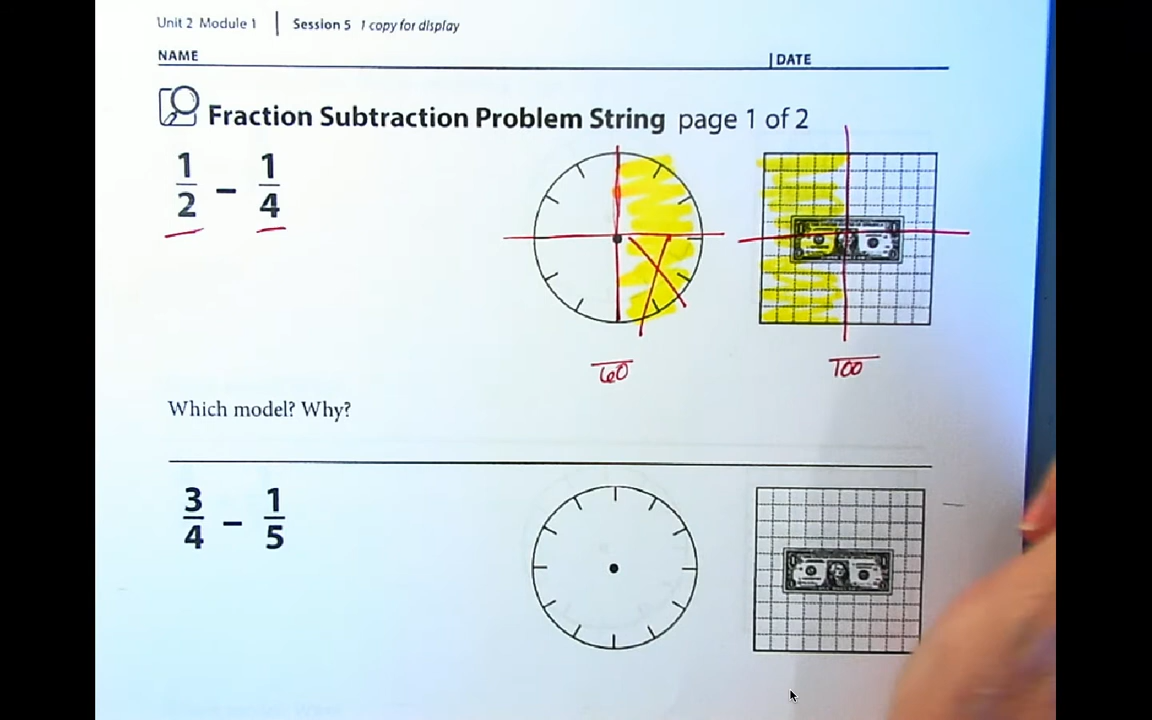 Unit 2 Module 1 | Session 5 1 copy for display
NAME | DATE
Fraction Subtraction Problem String page 1 of 2
1/2 - 1/4
60
100
Which model? Why?
3/4 - 1/5